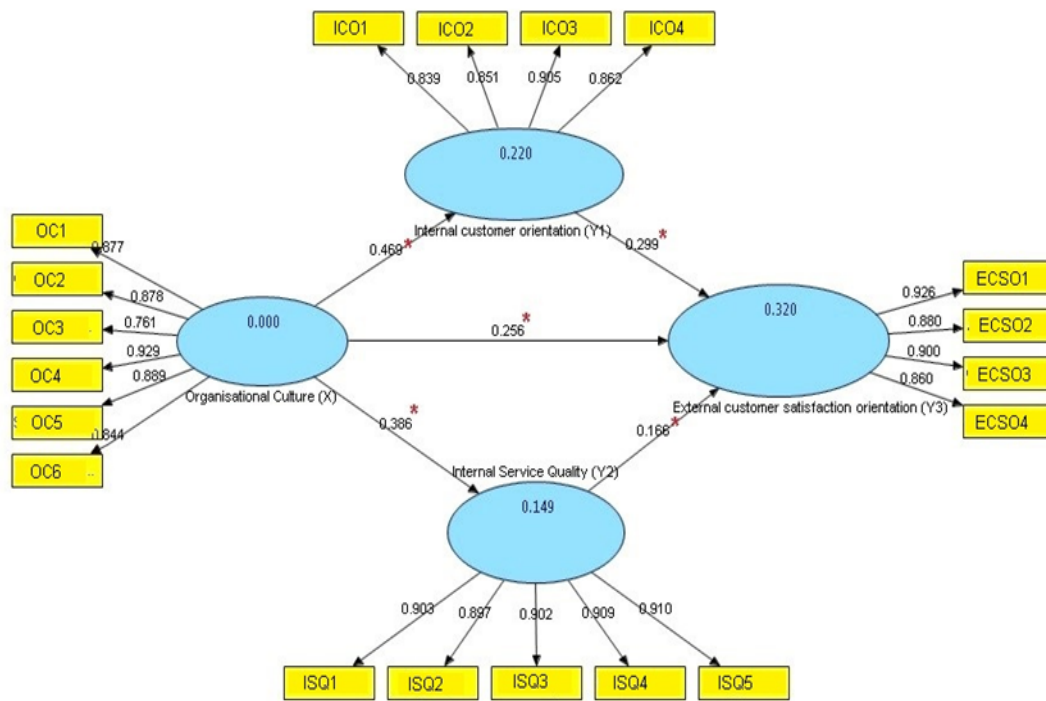 ICO1
ICO2
ICO3
ICO4
0.839
0.851
0.905
0.862
0.220
Internal customer orientation (Y1)
OC1
OC2
OC3
OC4
OC5
OC6
0.877
0.878
0.761
0.929
0.889
0.844
0.469*
0.299*
0.000
Organisational Culture (X)
0.256*
0.320
External customer satisfaction orientation (Y3)
ECSO1
ECSO2
ECSO3
ECSO4
0.926
0.880
0.900
0.860
0.386*
0.166*
Internal Service Quality (Y2)
0.149
0.903
0.897
0.902
0.909
0.910
ISQ1
ISQ2
ISQ3
ISQ4
ISQ5